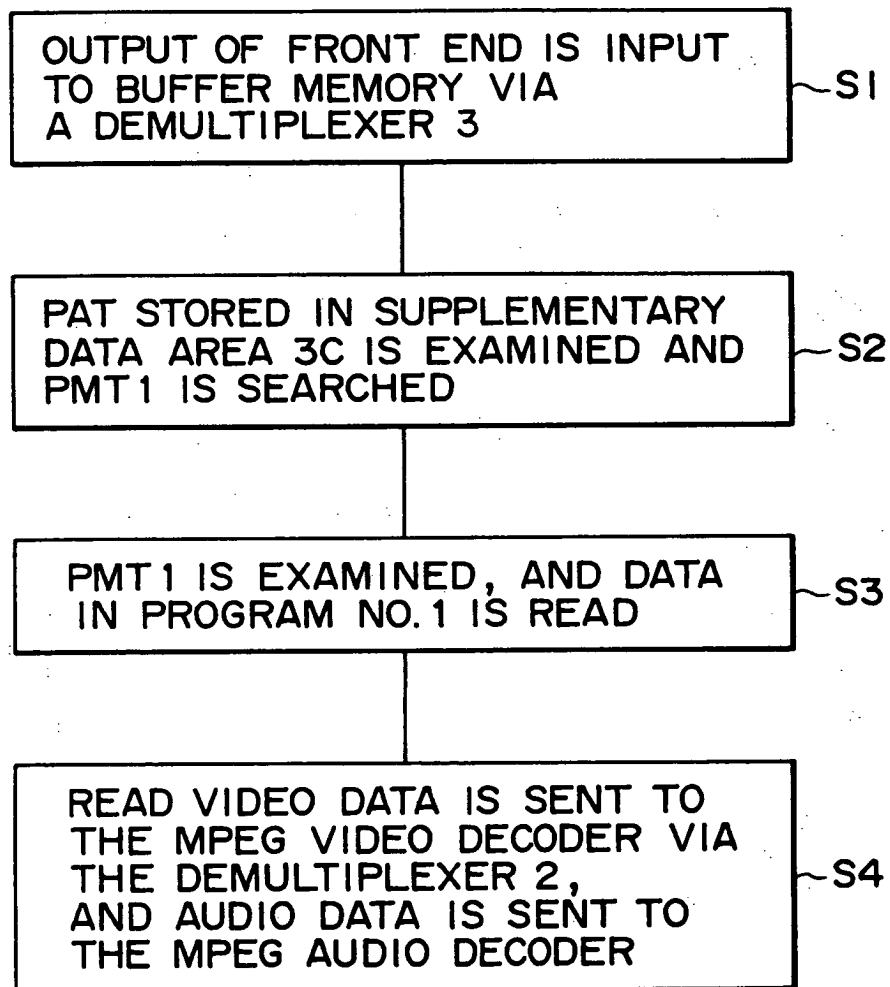 OUTPUT OF FRONT END IS INPUT
TO BUFFER MEMORY VIA
A DEMULTIPLEXER 3
S1
PAT STORED IN SUPPLEMENTARY
DATA AREA 3C IS EXAMINED AND
PMT1 IS SEARCHED
S2
PMT1 IS EXAMINED, AND DATA
IN PROGRAM NO.1 IS READ
S3
READ VIDEO DATA IS SENT TO
THE MPEG VIDEO DECODER VIA
THE DEMULTIPLEXER 2,
AND AUDIO DATA IS SENT TO
THE MPEG AUDIO DECODER
S4